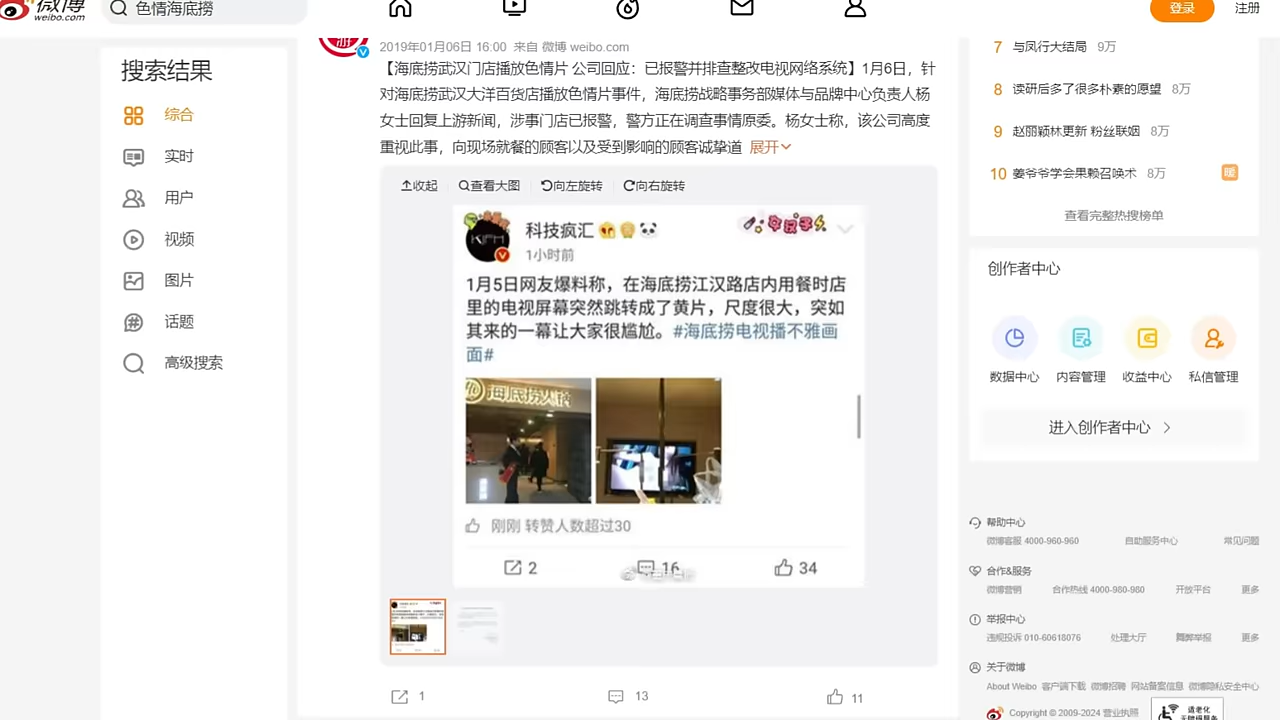 微博
weibo.com
色情海底捞
登录
注册
搜索结果
综合
实时
用户
视频
图片
话题
高级搜索
2019年01月06日 16:00 来自 微博 weibo.com
【海底捞武汉门店播放色情片 公司回应：已报警并排查整改电视网络系统】1月6日，针
对海底捞武汉大洋百货店播放色情片事件，海底捞战略事务部媒体与品牌中心负责人杨
女士回复上游新闻，涉事门店已报警，警方正在调查事情原委。杨女士称，该公司高度
重视此事，向现场就餐的顾客以及受到影响的顾客诚挚道 展开
收起 查看大图 向左旋转 向右旋转
科技疯汇
1小时前
1月5日网友爆料称，在海底捞江汉路店内用餐时店
里的电视屏幕突然跳转成了黄片，尺度很大，突如
其来的一幕让大家很尴尬。#海底捞电视播不雅画
面#
海底捞火锅
刚刚 转赞人数超过30
2 16 34
1 13 11
7 与凤行大结局 9万
8 读研后多了很多朴素的愿望 8万
9 赵丽颖林更新 粉丝联姻 8万
10 姜爷爷学会果赖召唤术 8万 暖
查看完整热搜榜单
创作者中心
数据中心 内容管理 收益中心 私信管理
进入创作者中心
帮助中心
微博客服 4000-960-960 自助服务中心 常见问题
合作&服务
微博营销 合作热线 4000-980-980 开放平台 更多
举报中心
违规投诉 010-60618076 处理大厅 舞弊举报 更多
关于微博
About Weibo 客户端下载 微博招聘 网站备案信息 微博隐私安全中心
Copyright © 2009-2024 营业执照
适老化